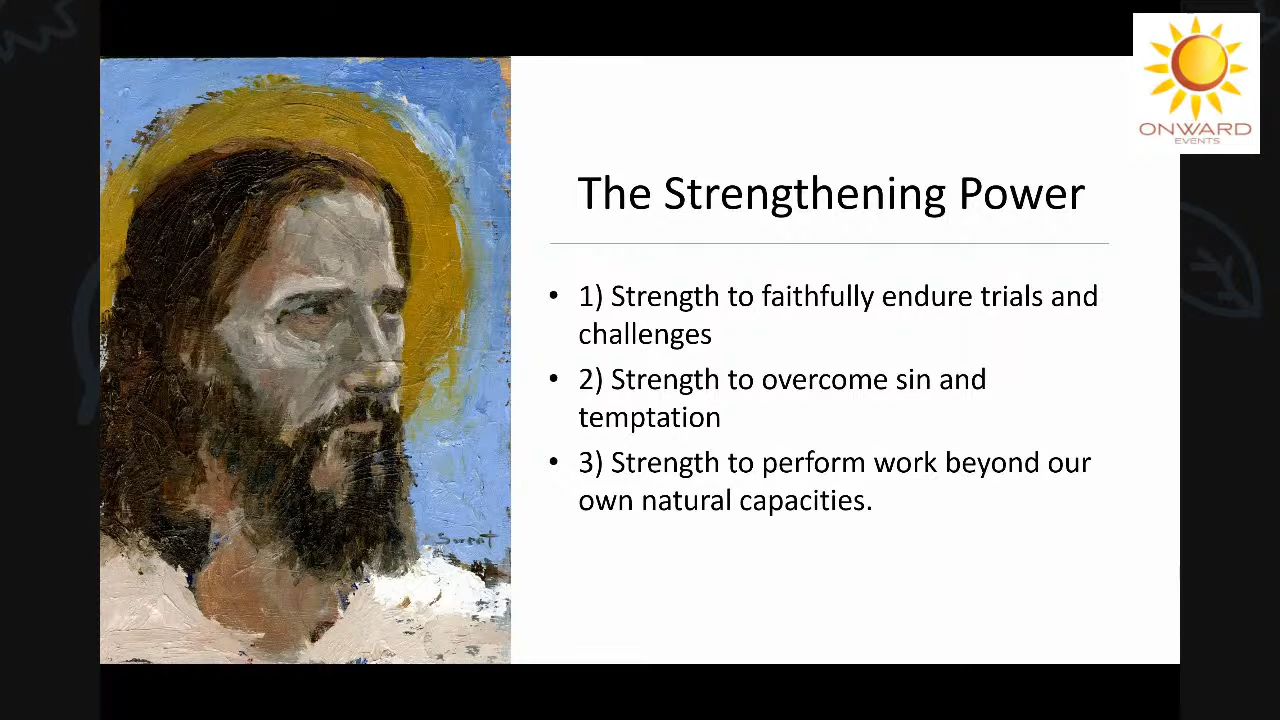 ONWARD
EVENTS
The Strengthening Power
• 1) Strength to faithfully endure trials and
challenges
• 2) Strength to overcome sin and
temptation
• 3) Strength to perform work beyond our
own natural capacities.